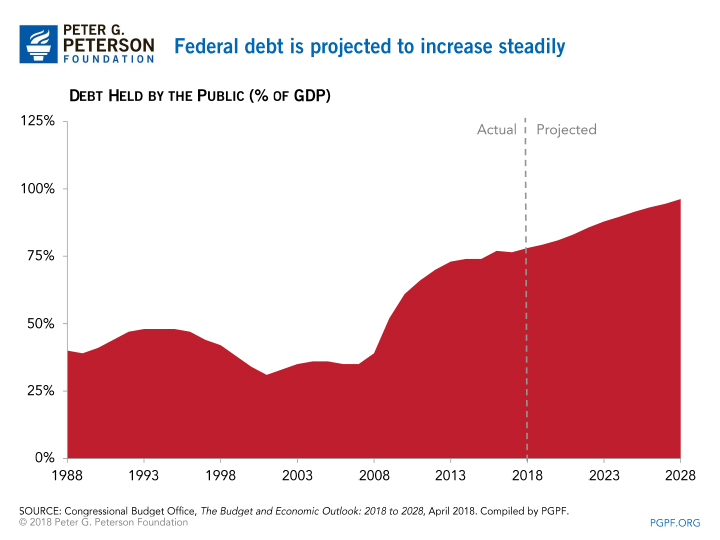 PETER G.
PETERSON
FOUNDATION
Federal debt is projected to increase steadily
DEBT HELD BY THE PUBLIC (% OF GDP)
125%
Actual
Projected
100%
75%
50%
25%
0%
1988 1993 1998 2003 2008 2013 2018 2023 2028
SOURCE: Congressional Budget Office, The Budget and Economic Outlook: 2018 to 2028, April 2018. Compiled by PGPF.
© 2018 Peter G. Peterson Foundation
PGPF.ORG